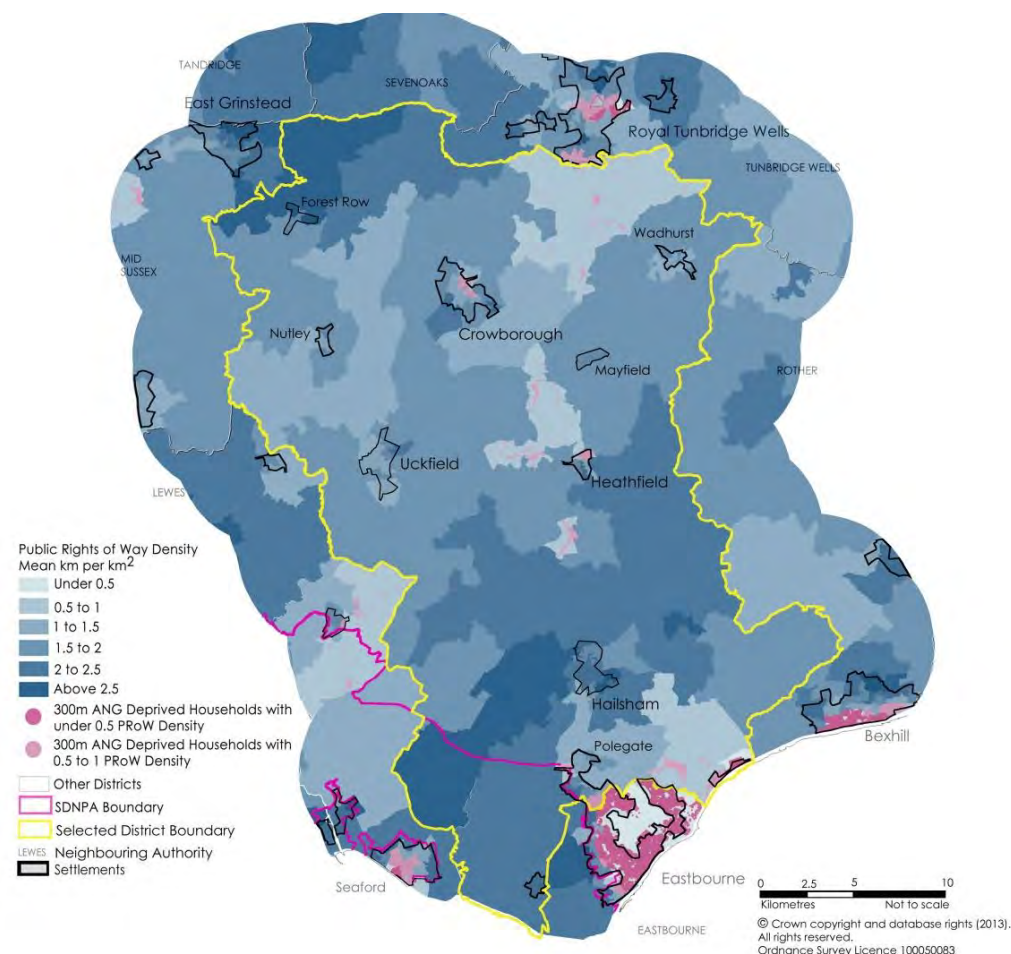 TANDRIDGE
SEVENOAKS
East Grinstead
Royal Tunbridge Wells
TUNBRIDGE WELLS
Forest Row
Wadhurst
MID
SUSSEX
Nutley
Crowborough
Mayfield
ROTHER
Uckfield
Heathfield
LEWES
Public Rights of Way Density
Mean km per km²
Under 0.5
0.5 to 1
1 to 1.5
1.5 to 2
2 to 2.5
Above 2.5
300m ANG Deprived Households with
under 0.5 PRoW Density
300m ANG Deprived Households with
0.5 to 1 PRoW Density
Other Districts
SDNPA Boundary
Selected District Boundary
LEWES Neighbouring Authority
Settlements
Hailsham
Polegate
Bexhill
Seaford
Eastbourne
EASTBOURNE
0 2.5 5 10
Kilometres Not to scale
© Crown copyright and database rights (2013).
All rights reserved.
Ordnance Survey Licence 100050083